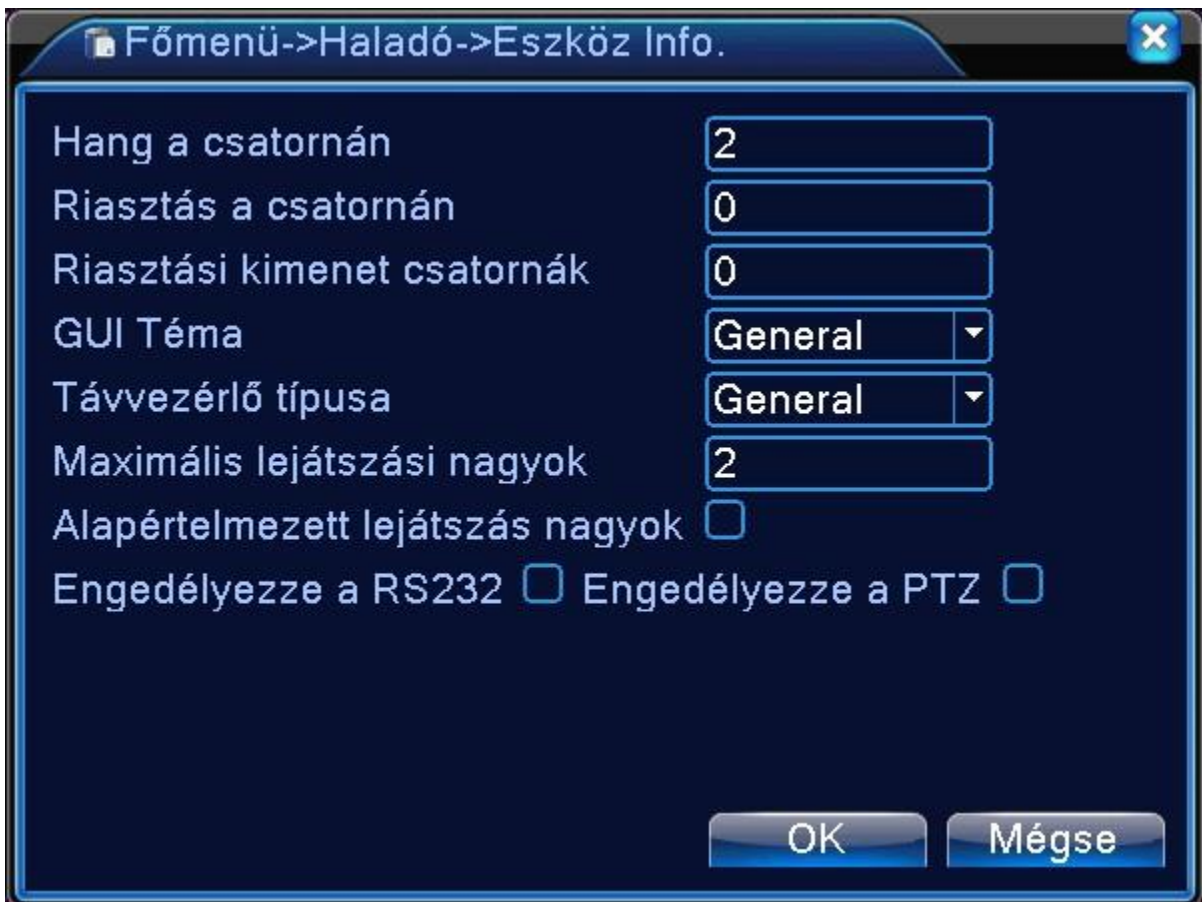 Főmenü->Haladó->Eszköz Info.
Hang a csatornán 2
Riasztás a csatornán 0
Riasztási kimenet csatornák 0
GUI Téma General
Távvezérlő típusa General
Maximális lejátszási nagyok 2
Alapértelmezett lejátszás nagyok
Engedélyezze a RS232 Engedélyezze a PTZ
OK Mégse